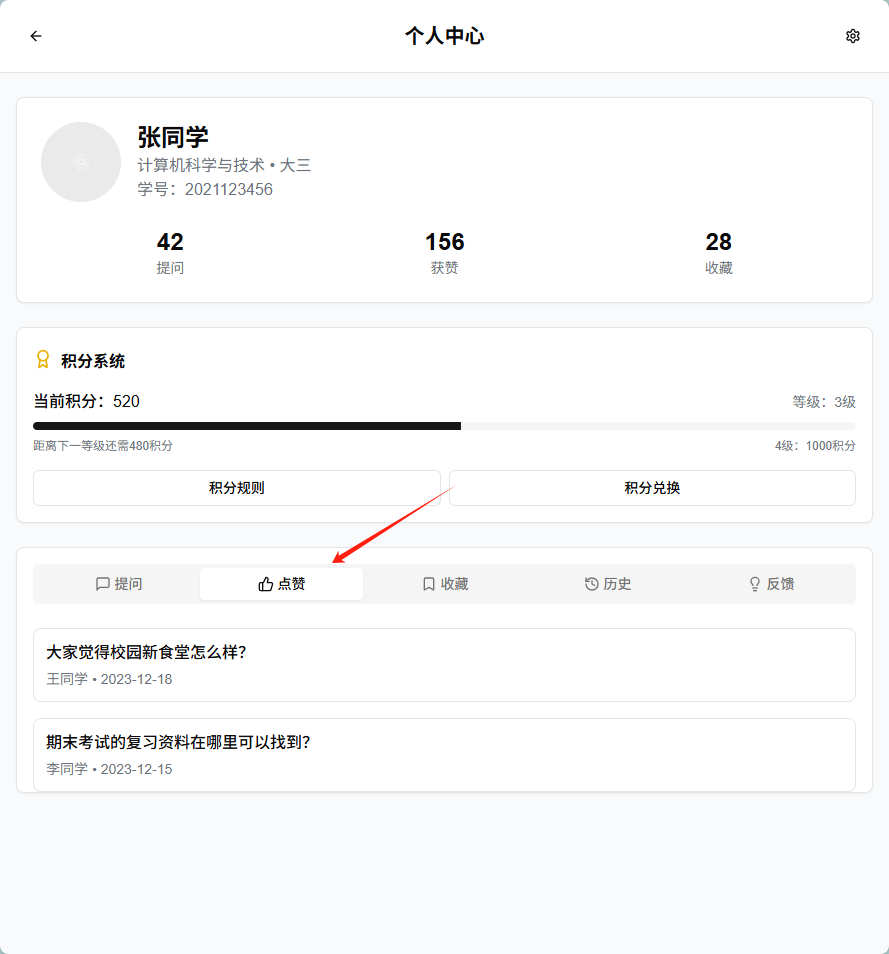 个人中心
张同学
计算机科学与技术 • 大三
学号：2021123456
42 156 28
提问 获赞 收藏
积分系统
当前积分：520 等级：3级
距离下一等级还需480积分 4级：1000积分
积分规则 积分兑换
提问 点赞 收藏 历史 反馈
大家觉得校园新食堂怎么样？
王同学 • 2023-12-18
期末考试的复习资料在哪里可以找到？
李同学 • 2023-12-15